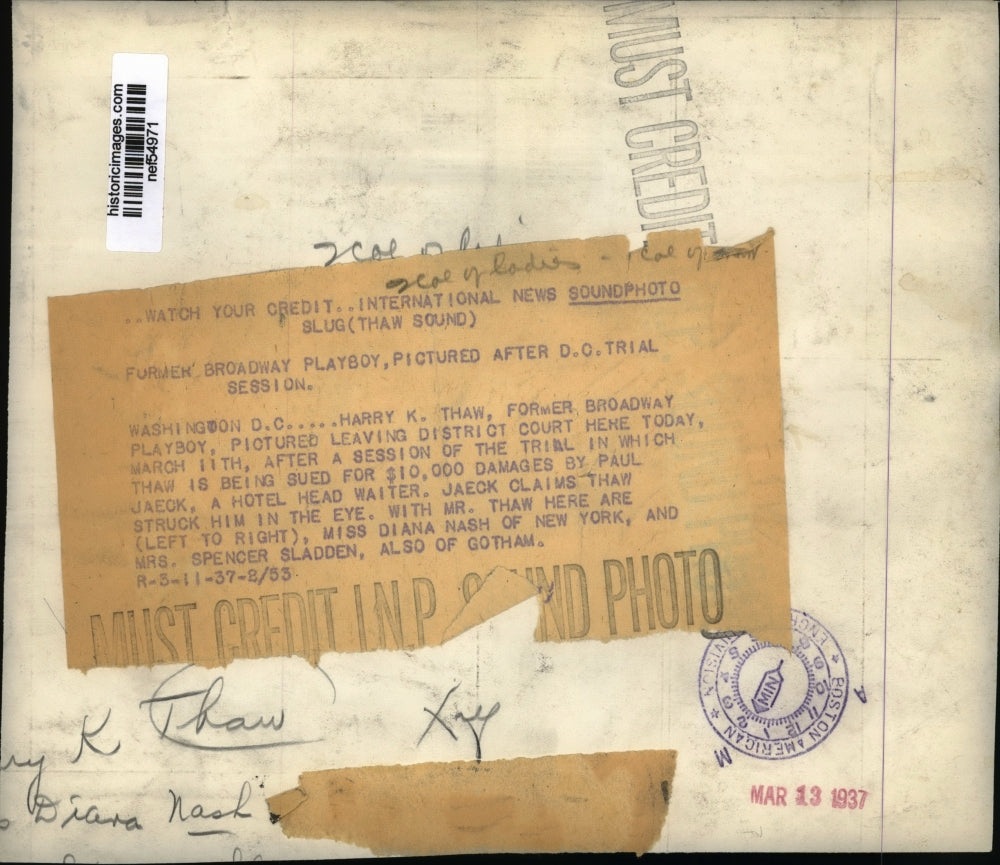 historicimages.com
nef54971
MUST CREDIT
2 col of ladies - 1 col of
..WATCH YOUR CREDIT..INTERNATIONAL NEWS SOUNDPHOTO
SLUG(THAW SOUND)
FORMER BROADWAY PLAYBOY,PICTURED AFTER D.C.TRIAL
SESSION.
WASHINGTON D.C.....HARRY K. THAW, FORMER BROADWAY
PLAYBOY, PICTURED LEAVING DISTRICT COURT HERE TODAY,
MARCH 11TH, AFTER A SESSION OF THE TRIAL IN WHICH
THAW IS BEING SUED FOR $10,000 DAMAGES BY PAUL
JAECK, A HOTEL HEAD WAITER. JAECK CLAIMS THAW
STRUCK HIM IN THE EYE. WITH MR. THAW HERE ARE
(LEFT TO RIGHT), MISS DIANA NASH OF NEW YORK, AND
MRS. SPENCER SLADDEN, ALSO OF GOTHAM.
R-3-11-37-2/53
MUST CREDIT I.N.P. SOUND PHOTO
ry K Thaw
Diana Nash
BOSTON AMERICAN
MIN
M
A
MAR 13 1937